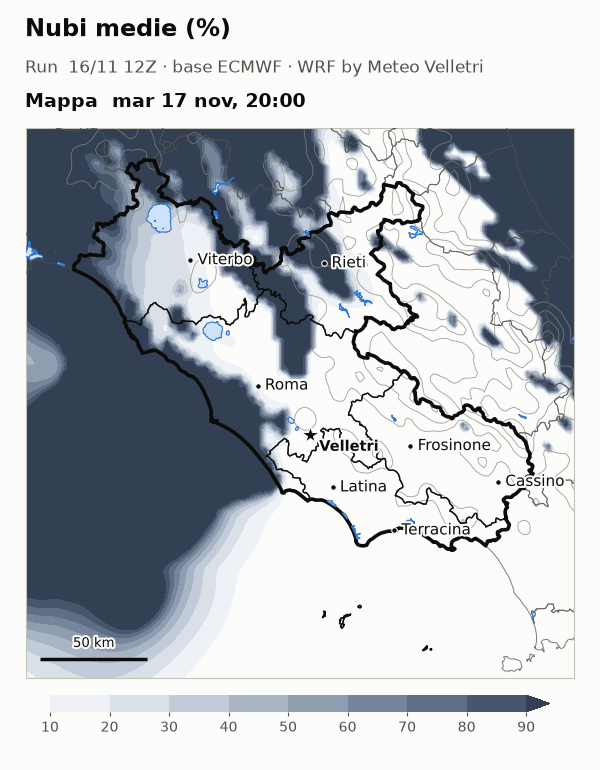 Nubi medie (%)
Run  16/11 12Z · base ECMWF · WRF by Meteo Velletri
Mappa  mar 17 nov, 20:00
Viterbo
Rieti
Roma
Velletri
Frosinone
Latina
Cassino
Terracina
50 km
10 20 30 40 50 60 70 80 90